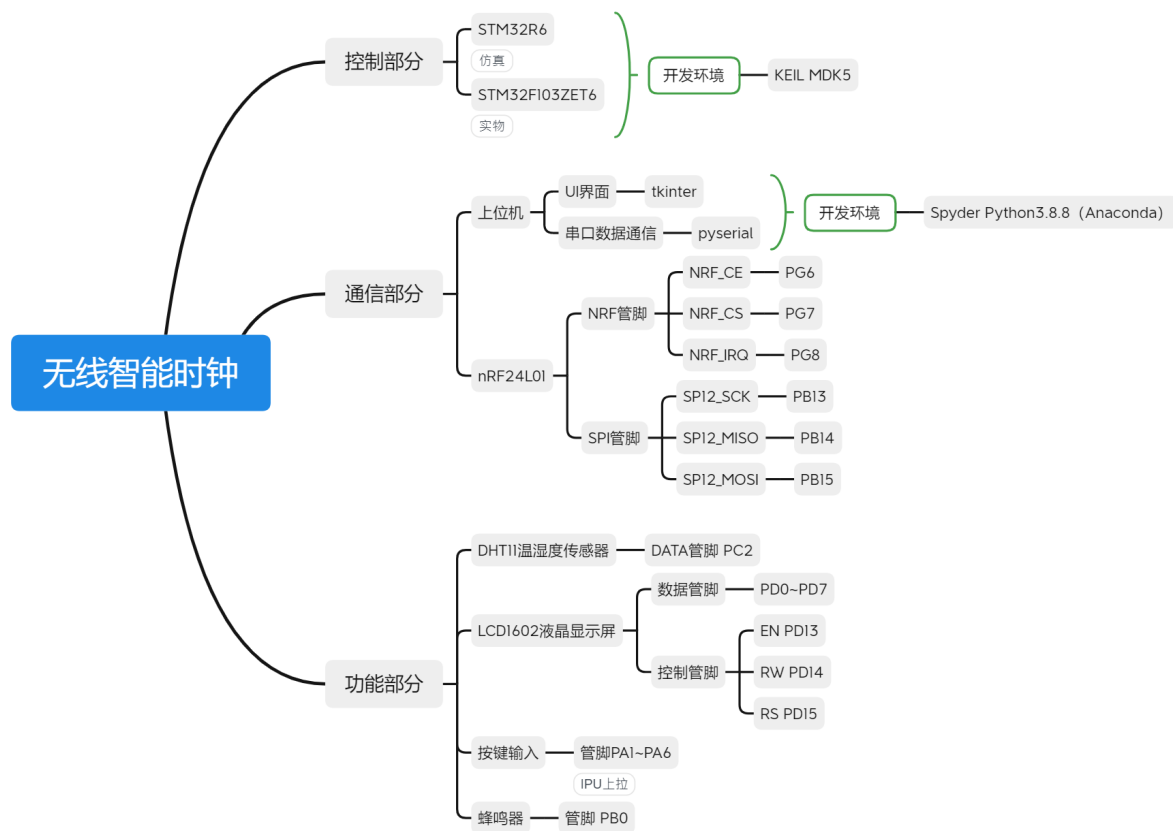 无线智能时钟
控制部分
STM32R6
仿真
STM32F103ZET6
实物
开发环境
KEIL MDK5
通信部分
上位机
UI界面
tkinter
串口数据通信
pyserial
开发环境
Spyder Python3.8.8（Anaconda）
nRF24L01
NRF管脚
NRF_CE
PG6
NRF_CS
PG7
NRF_IRQ
PG8
SPI管脚
SP12_SCK
PB13
SP12_MISO
PB14
SP12_MOSI
PB15
功能部分
DHT11温湿度传感器
DATA管脚 PC2
LCD1602液晶显示屏
数据管脚
PD0~PD7
控制管脚
EN PD13
RW PD14
RS PD15
按键输入
管脚PA1~PA6
IPU上拉
蜂鸣器
管脚 PB0